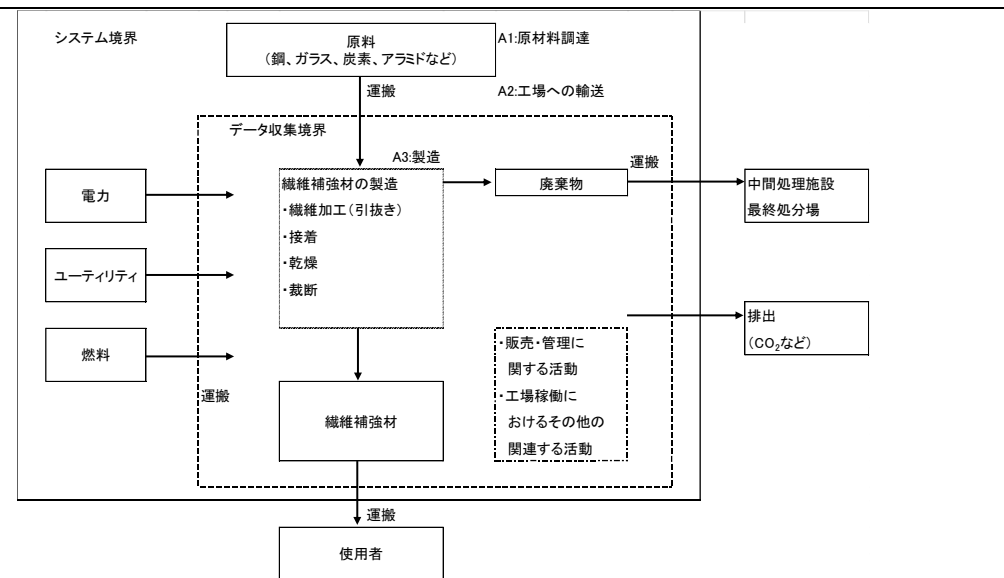 システム境界
原料
（鋼、ガラス、炭素、アラミドなど）
A1:原材料調達
運搬
A2:工場への輸送
データ収集境界
A3:製造
運搬
電力
繊維補強材の製造
・繊維加工（引抜き）
・接着
・乾燥
・裁断
廃棄物
中間処理施設
最終処分場
ユーティリティ
燃料
排出
（CO₂など）
・販売・管理に
関する活動
・工場稼働に
おけるその他の
関連する活動
運搬
繊維補強材
運搬
使用者